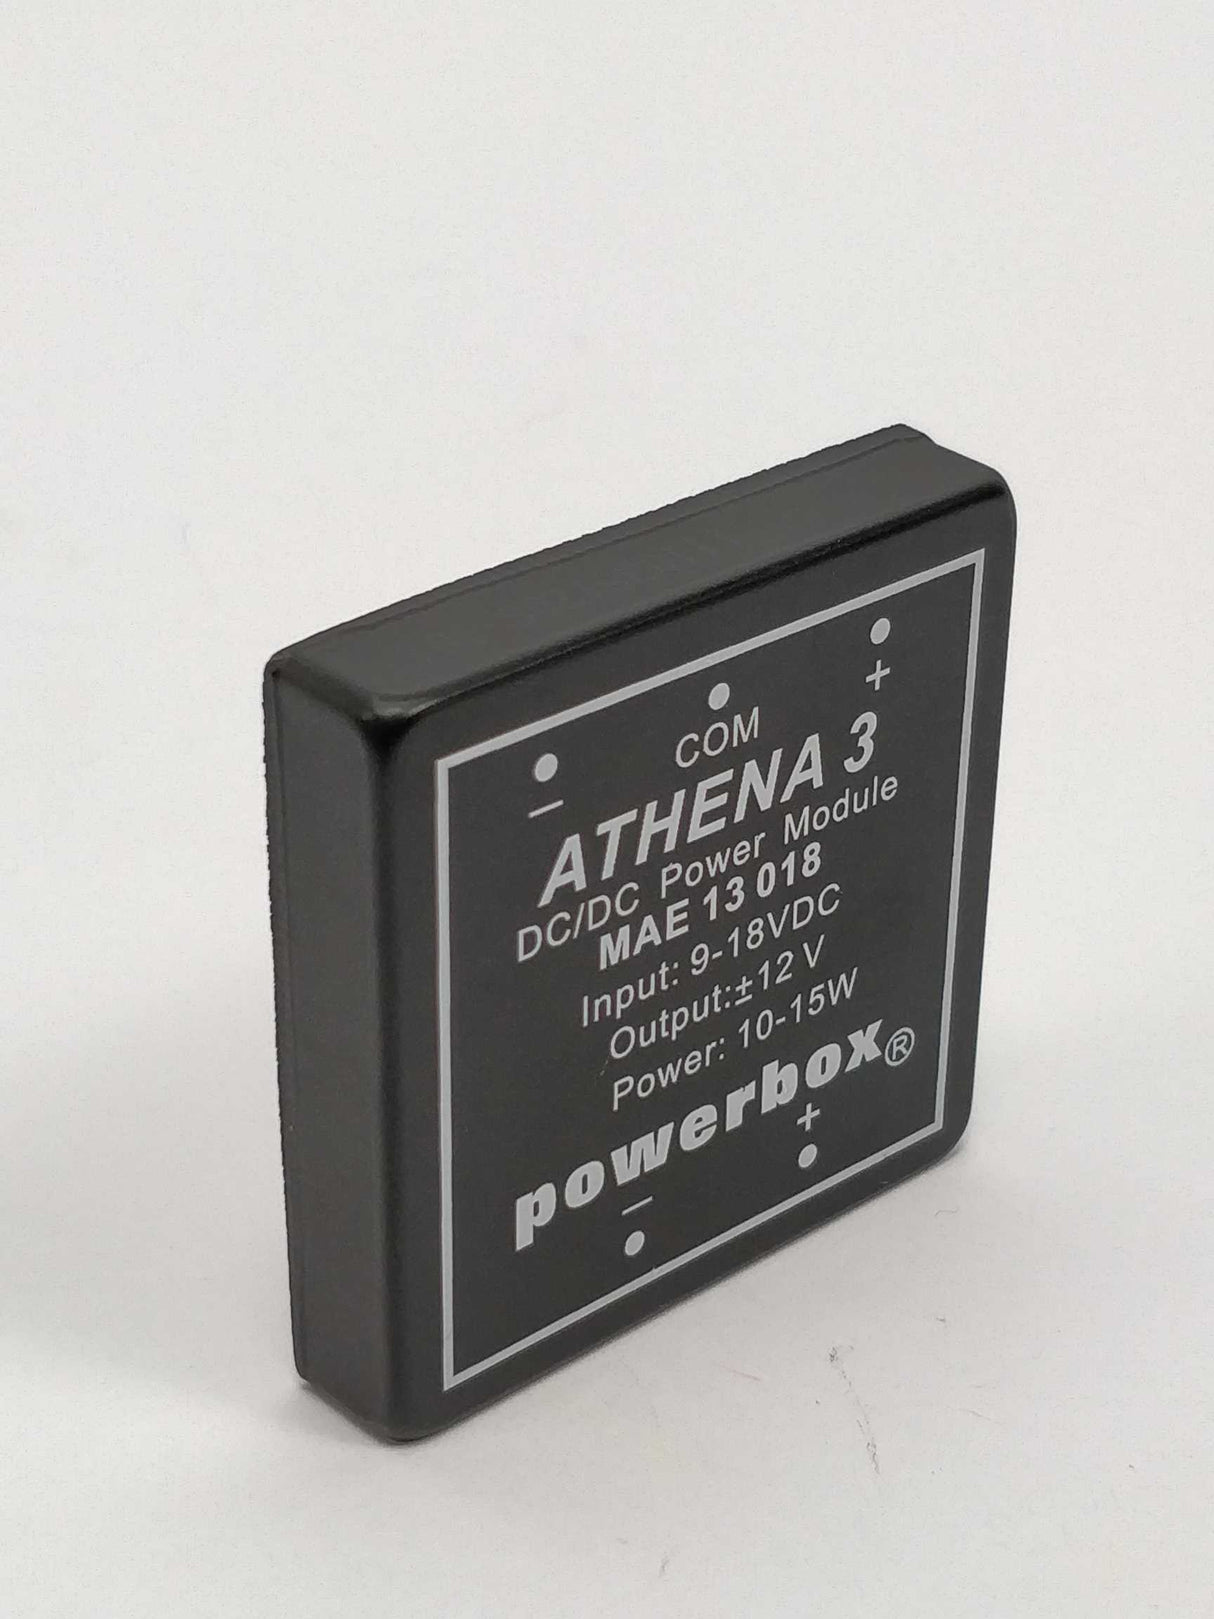 − COM +
ATHENA 3
DC/DC Power Module
MAE 13 018
Input: 9-18VDC
Output:±12 V
Power: 10-15W
powerbox®
− +